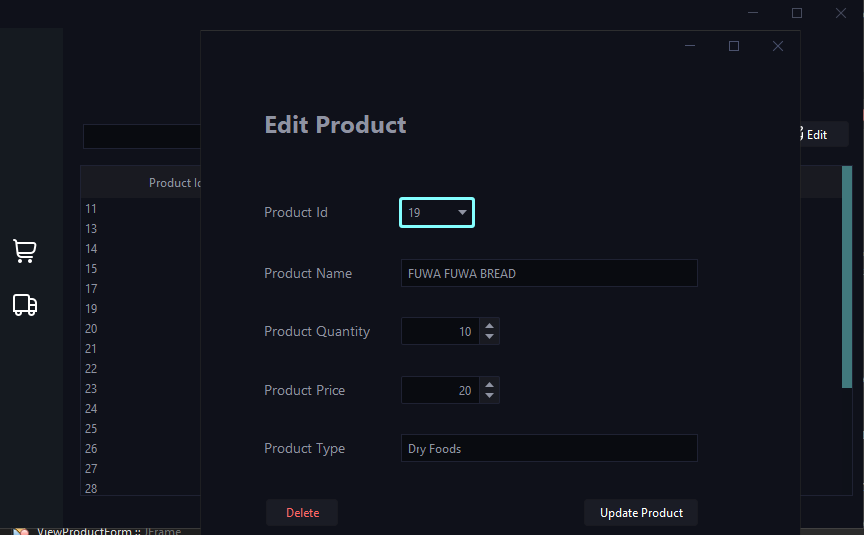 Edit Product
Edit
Product Id
11
13
14
15
17
19
20
21
22
23
24
25
26
27
28
Product Id
19
Product Name
FUWA FUWA BREAD
Product Quantity
10
Product Price
20
Product Type
Dry Foods
Delete
Update Product
ViewProductForm :: JFrame